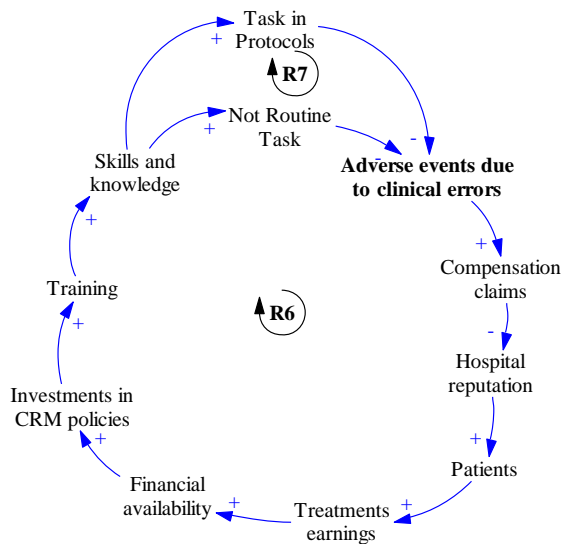 Task in
Protocols
+
R7
Not Routine
Task
+
-
-
Adverse events due
to clinical errors
Skills and
knowledge
+
+
Compensation
claims
Training
-
R6
+
Hospital
reputation
Investments in
CRM policies
+
+
Patients
Financial
availability
+
+
Treatments
earnings